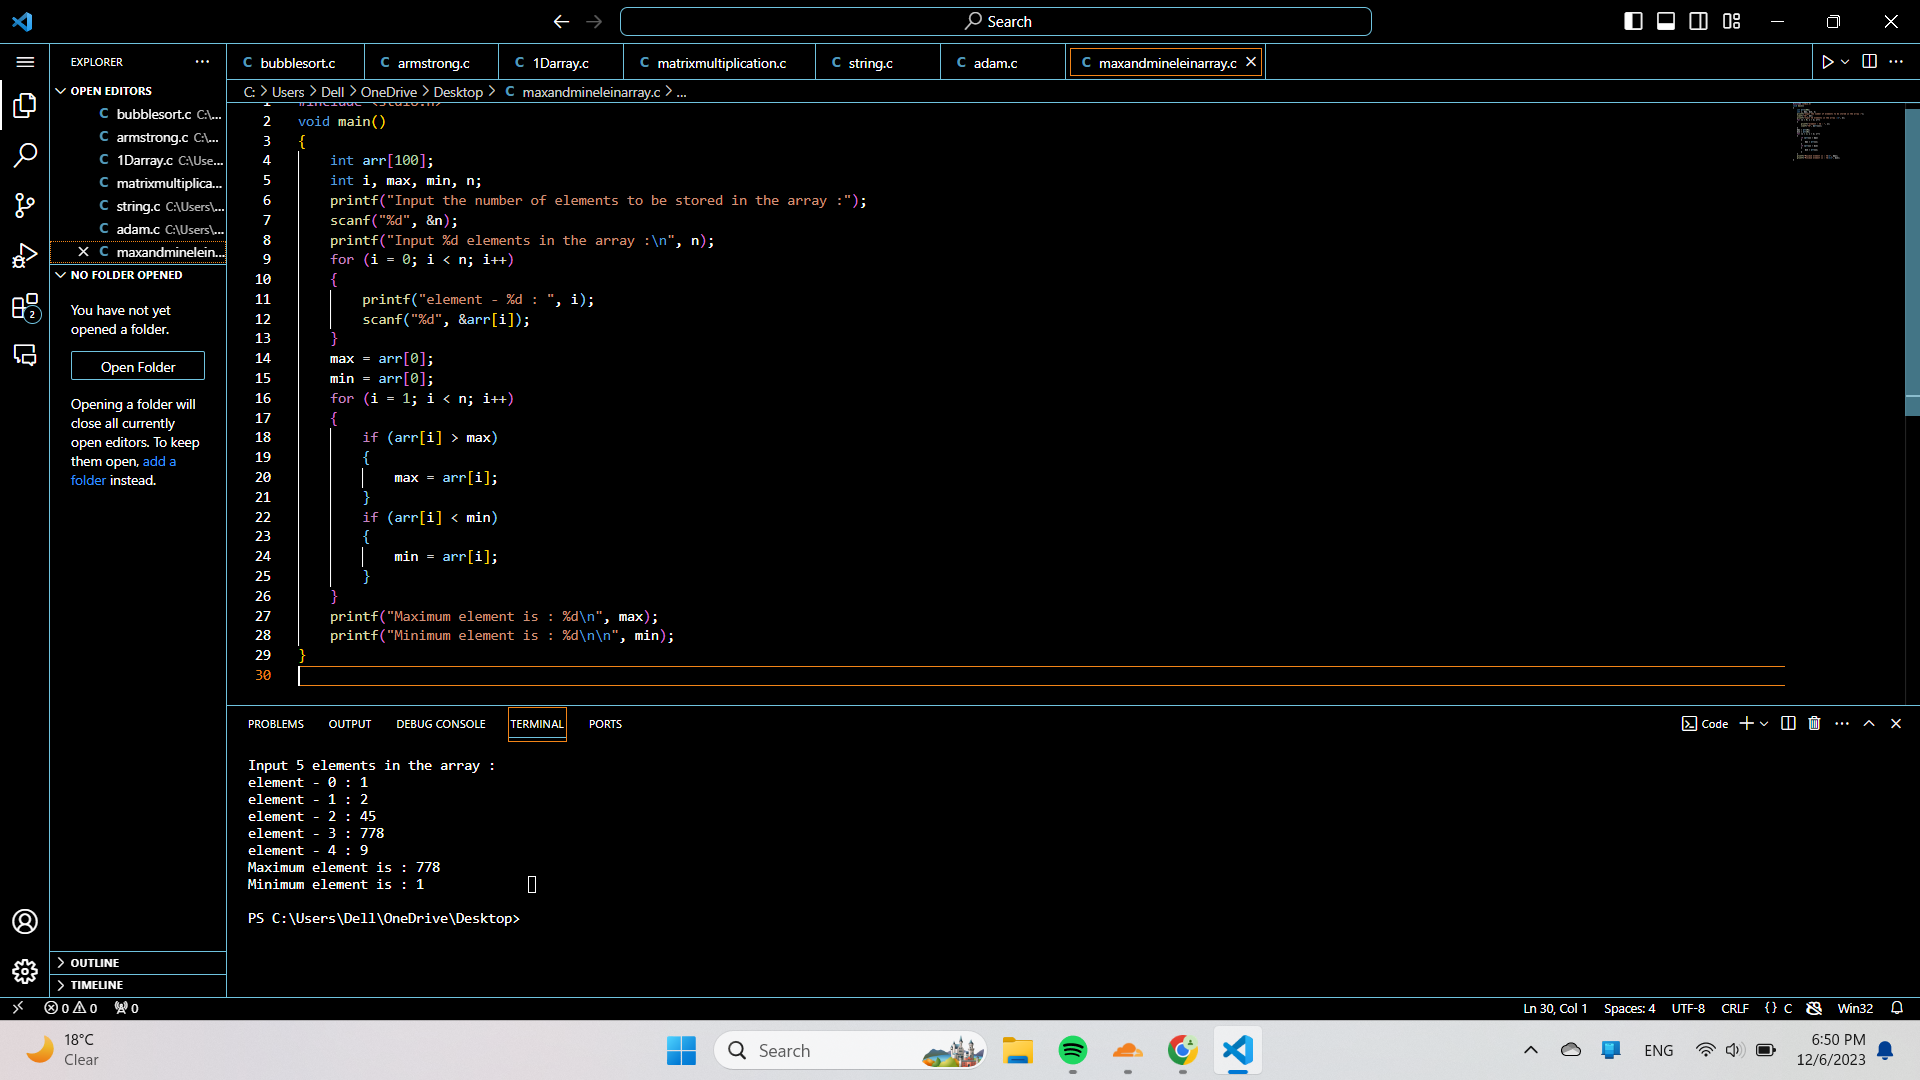 Search
EXPLORER
bubblesort.c
armstrong.c
1Darray.c
matrixmultiplication.c
string.c
adam.c
maxandmineleinarray.c
OPEN EDITORS
C: > Users > Dell > OneDrive > Desktop > C maxandmineleinarray.c > ...
bubblesort.c C:\...
armstrong.c C:\...
1Darray.c C:\Use...
matrixmultiplica...
string.c C:\Users\...
adam.c C:\Users\...
maxandminelein...
NO FOLDER OPENED
You have not yet
opened a folder.
Open Folder
Opening a folder will
close all currently
open editors. To keep
them open, add a
folder instead.
OUTLINE
TIMELINE
1 #include <stdio.h>
2 void main()
3 {
4 int arr[100];
5 int i, max, min, n;
6 printf("Input the number of elements to be stored in the array :");
7 scanf("%d", &n);
8 printf("Input %d elements in the array :\n", n);
9 for (i = 0; i < n; i++)
10 {
11 printf("element - %d : ", i);
12 scanf("%d", &arr[i]);
13 }
14 max = arr[0];
15 min = arr[0];
16 for (i = 1; i < n; i++)
17 {
18 if (arr[i] > max)
19 {
20 max = arr[i];
21 }
22 if (arr[i] < min)
23 {
24 min = arr[i];
25 }
26 }
27 printf("Maximum element is : %d\n", max);
28 printf("Minimum element is : %d\n\n", min);
29 }
30
PROBLEMS OUTPUT DEBUG CONSOLE TERMINAL PORTS
Code
Input 5 elements in the array :
element - 0 : 1
element - 1 : 2
element - 2 : 45
element - 3 : 778
element - 4 : 9
Maximum element is : 778
Minimum element is : 1
PS C:\Users\Dell\OneDrive\Desktop>
2
0 0 0
Ln 30, Col 1 Spaces: 4 UTF-8 CRLF {} C Win32
18°C
Clear
Search
ENG
6:50 PM
12/6/2023